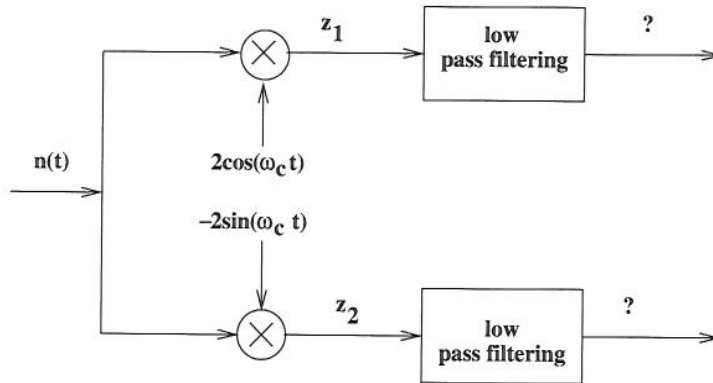 z1
low
pass filtering
?
n(t)
2cos(ωc t)
−2sin(ωc t)
z2
low
pass filtering
?